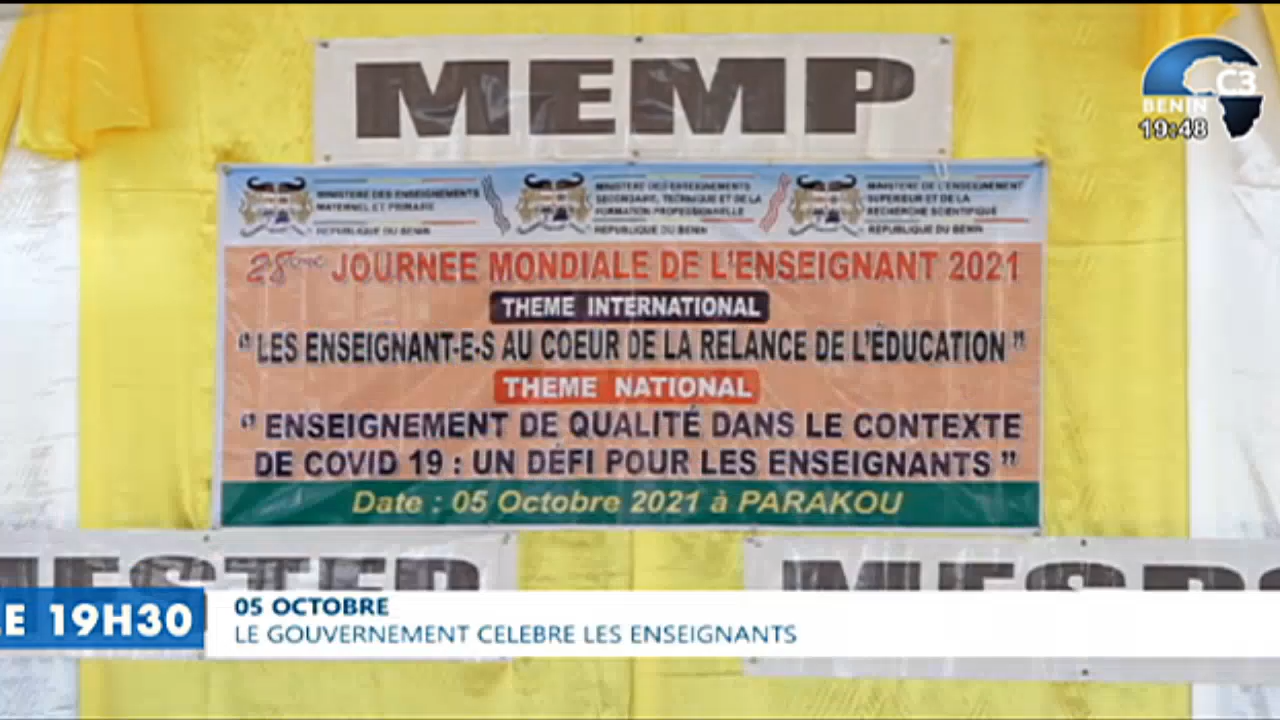 MEMP
C3
BENIN
19:48
MINISTERE DES ENSEIGNEMENTS
MATERNEL ET PRIMAIRE
REPUBLIQUE DU BENIN
MINISTERE DES ENSEIGNEMENTS
SECONDAIRE, TECHNIQUE ET DE LA
FORMATION PROFESSIONNELLE
REPUBLIQUE DU BENIN
MINISTERE DE L'ENSEIGNEMENT
SUPERIEUR ET DE LA
RECHERCHE SCIENTIFIQUE
REPUBLIQUE DU BENIN
28ème JOURNEE MONDIALE DE L'ENSEIGNANT 2021
THEME INTERNATIONAL
“ LES ENSEIGNANT-E-S AU COEUR DE LA RELANCE DE L'ÉDUCATION ”
THEME NATIONAL
“ ENSEIGNEMENT DE QUALITÉ DANS LE CONTEXTE
DE COVID 19 : UN DÉFI POUR LES ENSEIGNANTS ”
Date : 05 Octobre 2021 à PARAKOU
LE 19H30
05 OCTOBRE
LE GOUVERNEMENT CELEBRE LES ENSEIGNANTS